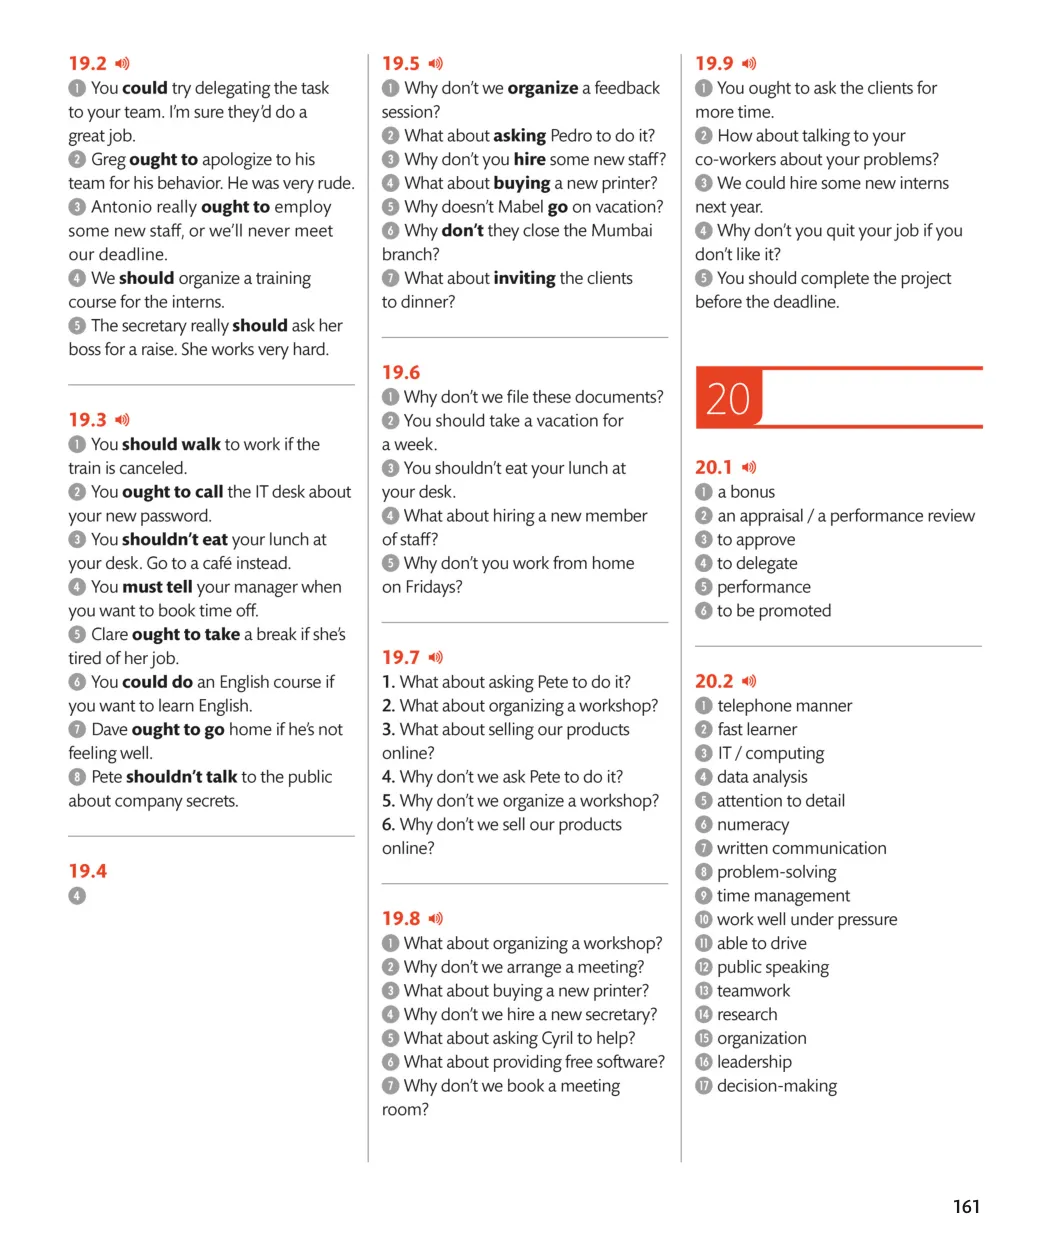 19.2
1 You could try delegating the task
to your team. I'm sure they'd do a
great job.
2 Greg ought to apologize to his
team for his behavior. He was very rude.
3 Antonio really ought to employ
some new staff, or we'll never meet
our deadline.
4 We should organize a training
course for the interns.
5 The secretary really should ask her
boss for a raise. She works very hard.
19.3
1 You should walk to work if the
train is canceled.
2 You ought to call the IT desk about
your new password.
3 You shouldn't eat your lunch at
your desk. Go to a café instead.
4 You must tell your manager when
you want to book time off.
5 Clare ought to take a break if she's
tired of her job.
6 You could do an English course if
you want to learn English.
7 Dave ought to go home if he's not
feeling well.
8 Pete shouldn't talk to the public
about company secrets.
19.4
4
19.5
1 Why don't we organize a feedback
session?
2 What about asking Pedro to do it?
3 Why don't you hire some new staff?
4 What about buying a new printer?
5 Why doesn't Mabel go on vacation?
6 Why don't they close the Mumbai
branch?
7 What about inviting the clients
to dinner?
19.6
1 Why don't we file these documents?
2 You should take a vacation for
a week.
3 You shouldn't eat your lunch at
your desk.
4 What about hiring a new member
of staff?
5 Why don't you work from home
on Fridays?
19.7
1. What about asking Pete to do it?
2. What about organizing a workshop?
3. What about selling our products
online?
4. Why don't we ask Pete to do it?
5. Why don't we organize a workshop?
6. Why don't we sell our products
online?
19.8
1 What about organizing a workshop?
2 Why don't we arrange a meeting?
3 What about buying a new printer?
4 Why don't we hire a new secretary?
5 What about asking Cyril to help?
6 What about providing free software?
7 Why don't we book a meeting
room?
19.9
1 You ought to ask the clients for
more time.
2 How about talking to your
co-workers about your problems?
3 We could hire some new interns
next year.
4 Why don't you quit your job if you
don't like it?
5 You should complete the project
before the deadline.
20
20.1
1 a bonus
2 an appraisal / a performance review
3 to approve
4 to delegate
5 performance
6 to be promoted
20.2
1 telephone manner
2 fast learner
3 IT / computing
4 data analysis
5 attention to detail
6 numeracy
7 written communication
8 problem-solving
9 time management
10 work well under pressure
11 able to drive
12 public speaking
13 teamwork
14 research
15 organization
16 leadership
17 decision-making
161